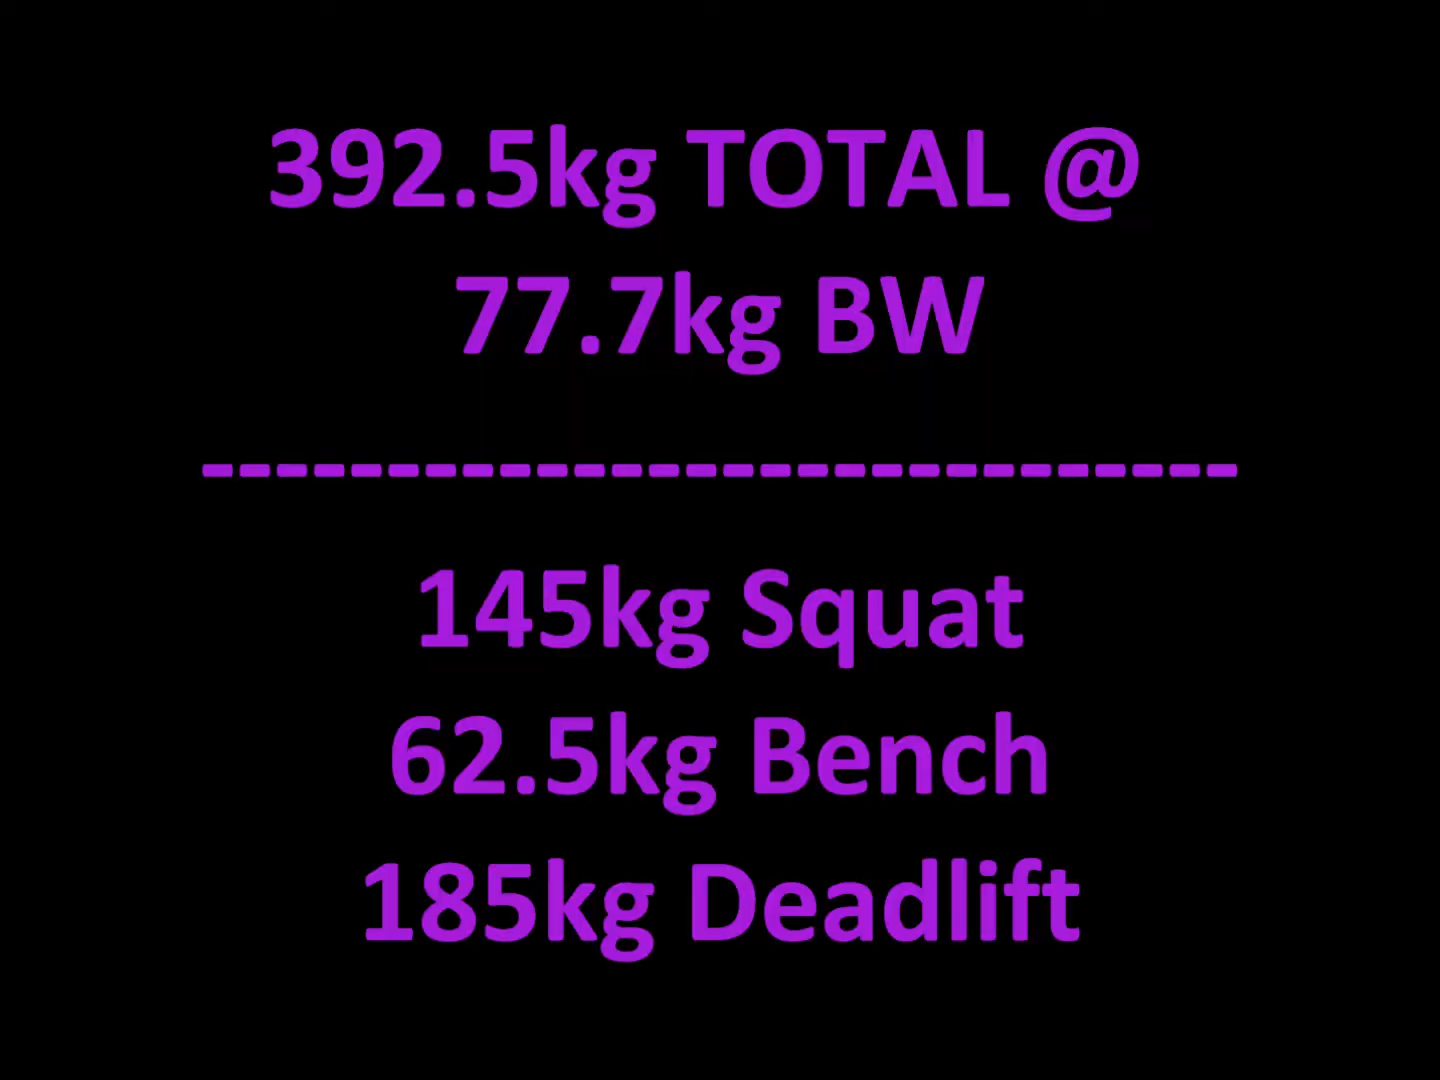 392.5kg TOTAL @
77.7kg BW
----------------------------
145kg Squat
62.5kg Bench
185kg Deadlift